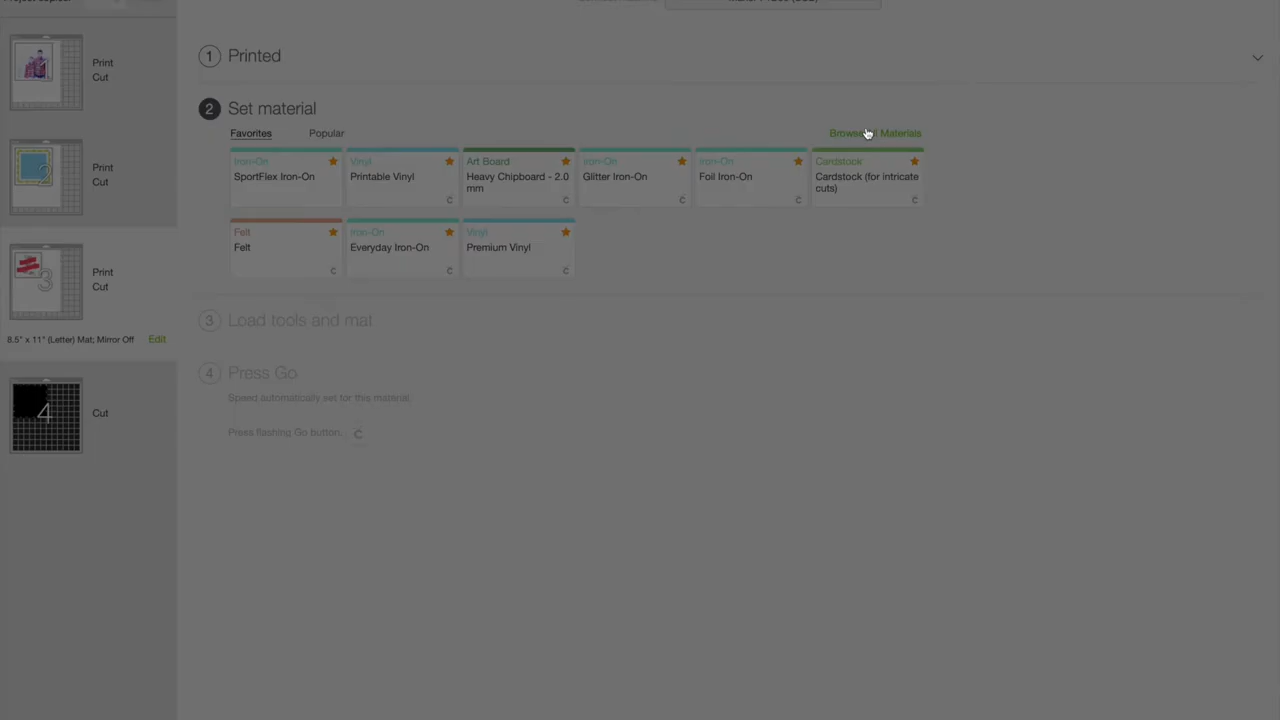 Print
Cut
Print
Cut
3
Print
Cut
8.5" x 11" (Letter) Mat; Mirror Off
Edit
4
Cut
1 Printed
2 Set material
Favorites
Popular
Browse All Materials
Iron-On
SportFlex Iron-On
Vinyl
Printable Vinyl
Art Board
Heavy Chipboard - 2.0
mm
Iron-On
Glitter Iron-On
Iron-On
Foil Iron-On
Cardstock
Cardstock (for intricate
cuts)
Felt
Felt
Iron-On
Everyday Iron-On
Vinyl
Premium Vinyl
3 Load tools and mat
4 Press Go
Speed automatically set for this material.
Press flashing Go button.